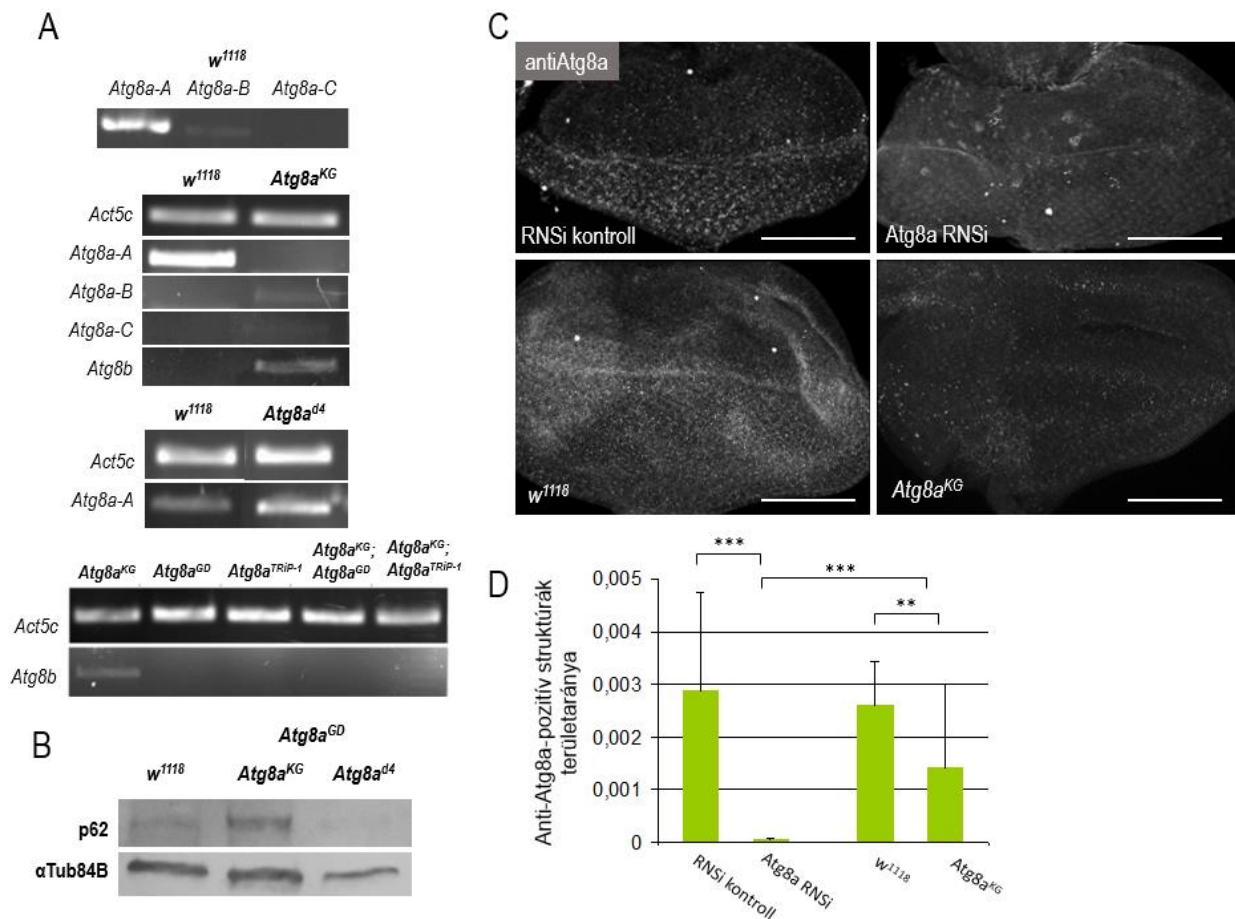 A
w1118
Atg8a-A Atg8a-B Atg8a-C
w1118 Atg8aKG
Act5c
Atg8a-A
Atg8a-B
Atg8a-C
Atg8b
w1118 Atg8ad4
Act5c
Atg8a-A
Atg8aKG Atg8aGD Atg8aTRiP-1 Atg8aKG; Atg8aKG;
Atg8aGD Atg8aTRiP-1
Act5c
Atg8b
B
Atg8aGD
w1118 Atg8aKG Atg8ad4
p62
αTub84B
C
antiAtg8a
RNSi kontroll
Atg8a RNSi
w1118
Atg8aKG
D
Anti-Atg8a-pozitív struktúrák
területaránya
0,005
0,004
0,003
0,002
0,001
0
*** *** **
RNSi kontroll
Atg8a RNSi
w1118
Atg8aKG